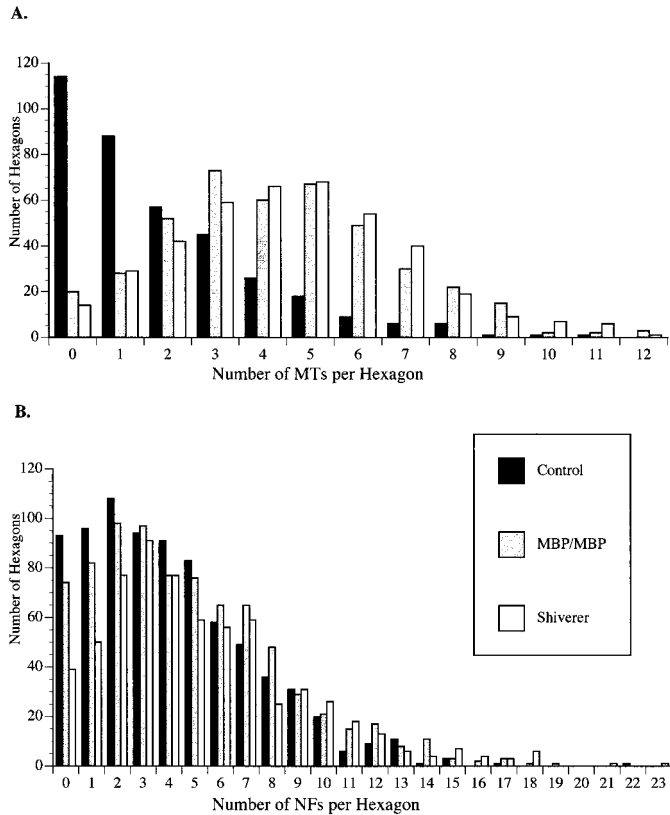 A.
Number of Hexagons
120
100
80
60
40
20
0
0 1 2 3 4 5 6 7 8 9 10 11 12
Number of MTs per Hexagon
B.
Number of Hexagons
120
100
80
60
40
20
0
0 1 2 3 4 5 6 7 8 9 10 11 12 13 14 15 16 17 18 19 20 21 22 23
Number of NFs per Hexagon
Control
MBP/MBP
Shiverer